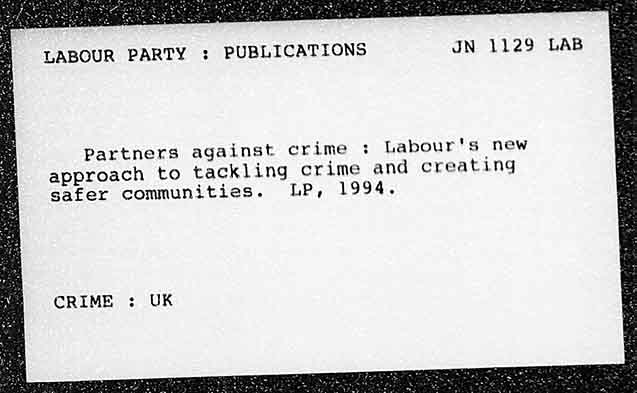 LABOUR PARTY : PUBLICATIONS JN 1129 LAB
Partners against crime : Labour's new
approach to tackling crime and creating
safer communities. LP, 1994.
CRIME : UK